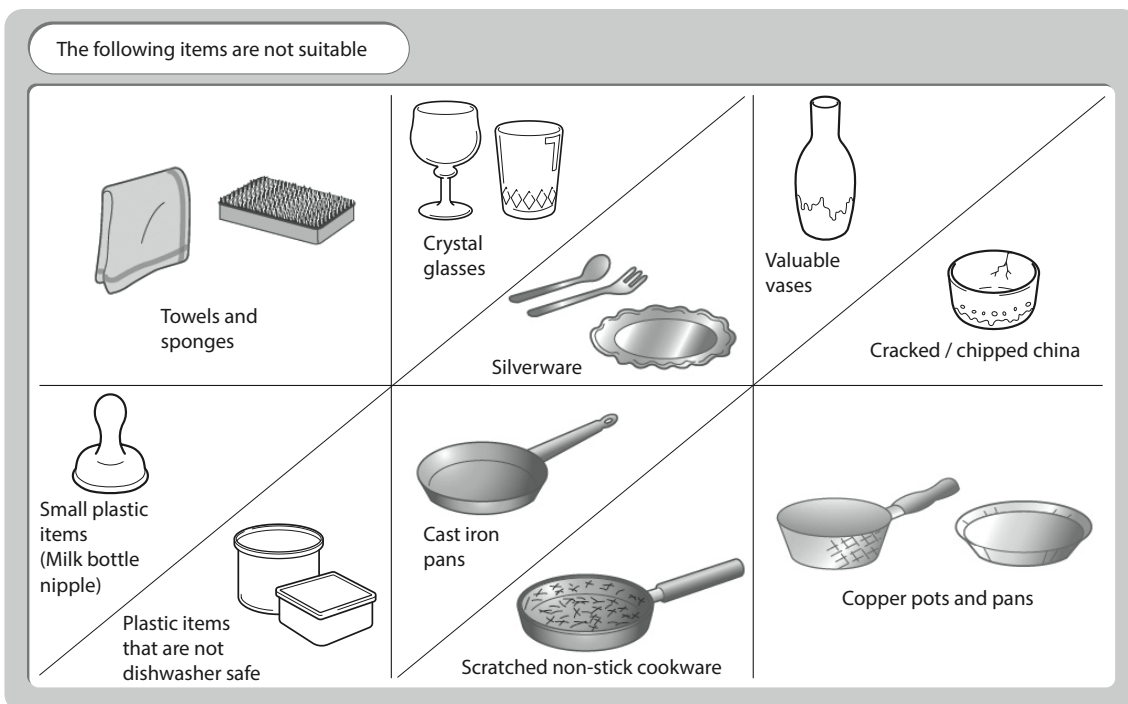 The following items are not suitable
Towels and
sponges
Crystal
glasses
Silverware
Valuable
vases
Cracked / chipped china
Small plastic
items
(Milk bottle
nipple)
Plastic items
that are not
dishwasher safe
Cast iron
pans
Scratched non-stick cookware
Copper pots and pans